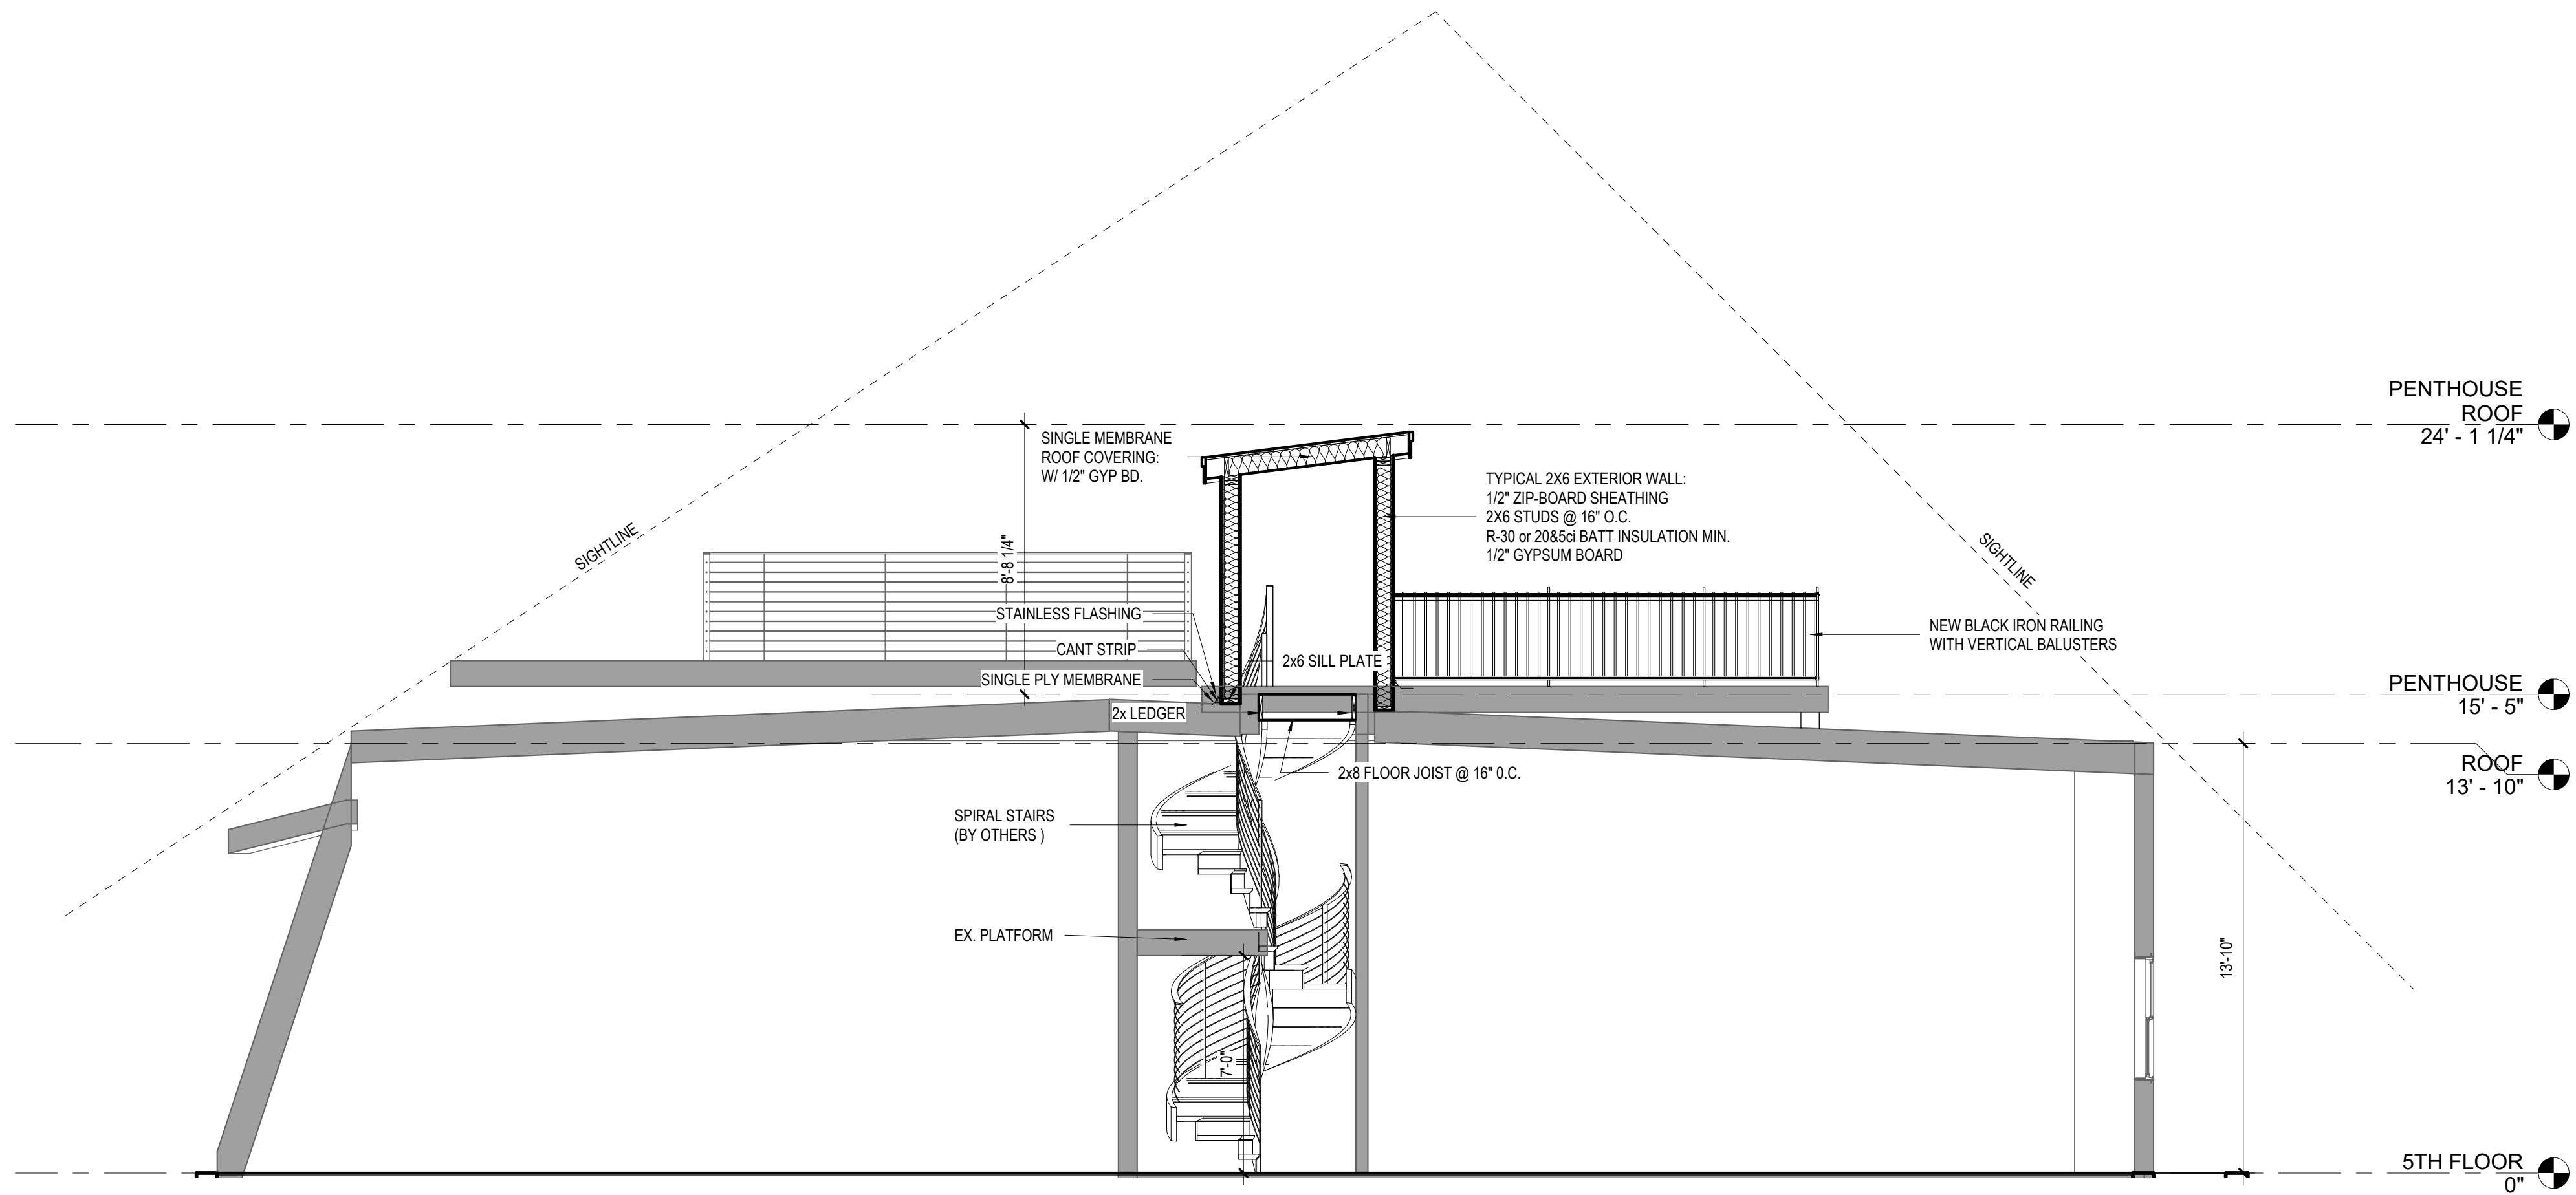 PENTHOUSE
ROOF
24' - 1 1/4"
SINGLE MEMBRANE
ROOF COVERING:
W/ 1/2" GYP BD.
TYPICAL 2X6 EXTERIOR WALL:
1/2" ZIP-BOARD SHEATHING
2X6 STUDS @ 16" O.C.
R-30 or 20&5ci BATT INSULATION MIN.
1/2" GYPSUM BOARD
SIGHTLINE
SIGHTLINE
8'-8 1/4"
STAINLESS FLASHING
CANT STRIP
2x6 SILL PLATE
SINGLE PLY MEMBRANE
NEW BLACK IRON RAILING
WITH VERTICAL BALUSTERS
PENTHOUSE
15' - 5"
2x LEDGER
2x8 FLOOR JOIST @ 16" 0.C.
ROOF
13' - 10"
SPIRAL STAIRS
(BY OTHERS )
EX. PLATFORM
13'-10"
7'-0"
5TH FLOOR
0"